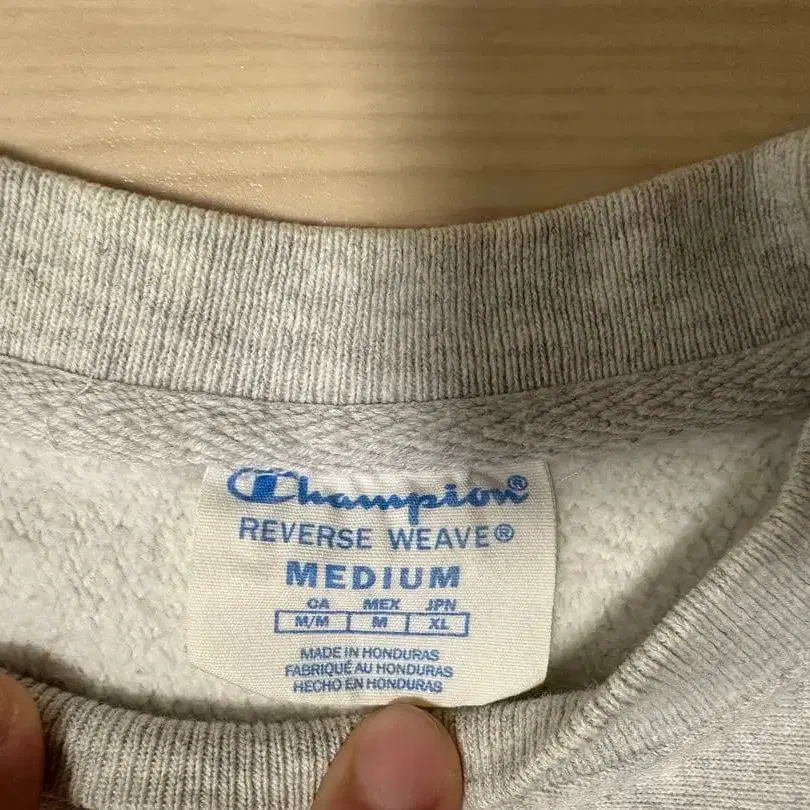 Champion®
REVERSE WEAVE®
MEDIUM
CA MEX JPN
M/M M XL
MADE IN HONDURAS
FABRIQUÉ AU HONDURAS
HECHO EN HONDURAS